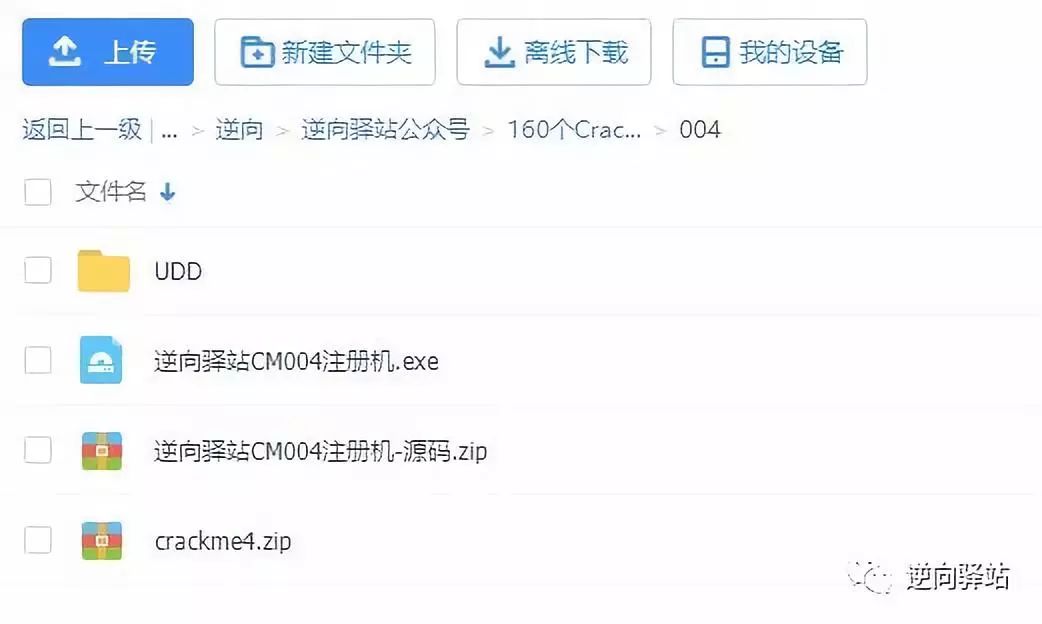 上传 新建文件夹 离线下载 我的设备
返回上一级 | ... > 逆向 > 逆向驿站公众号 > 160个Crac... > 004
文件名
UDD
逆向驿站CM004注册机.exe
逆向驿站CM004注册机-源码.zip
crackme4.zip
逆向驿站